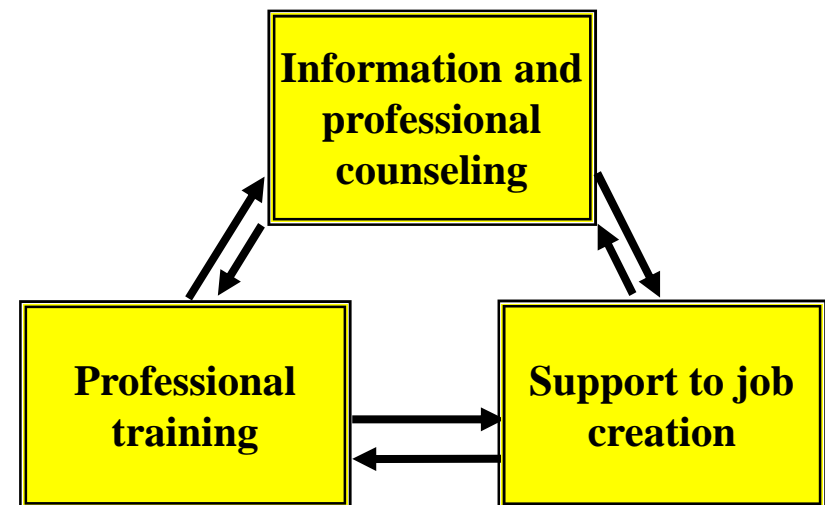 Information and
professional
counseling
Professional
training
Support to job
creation